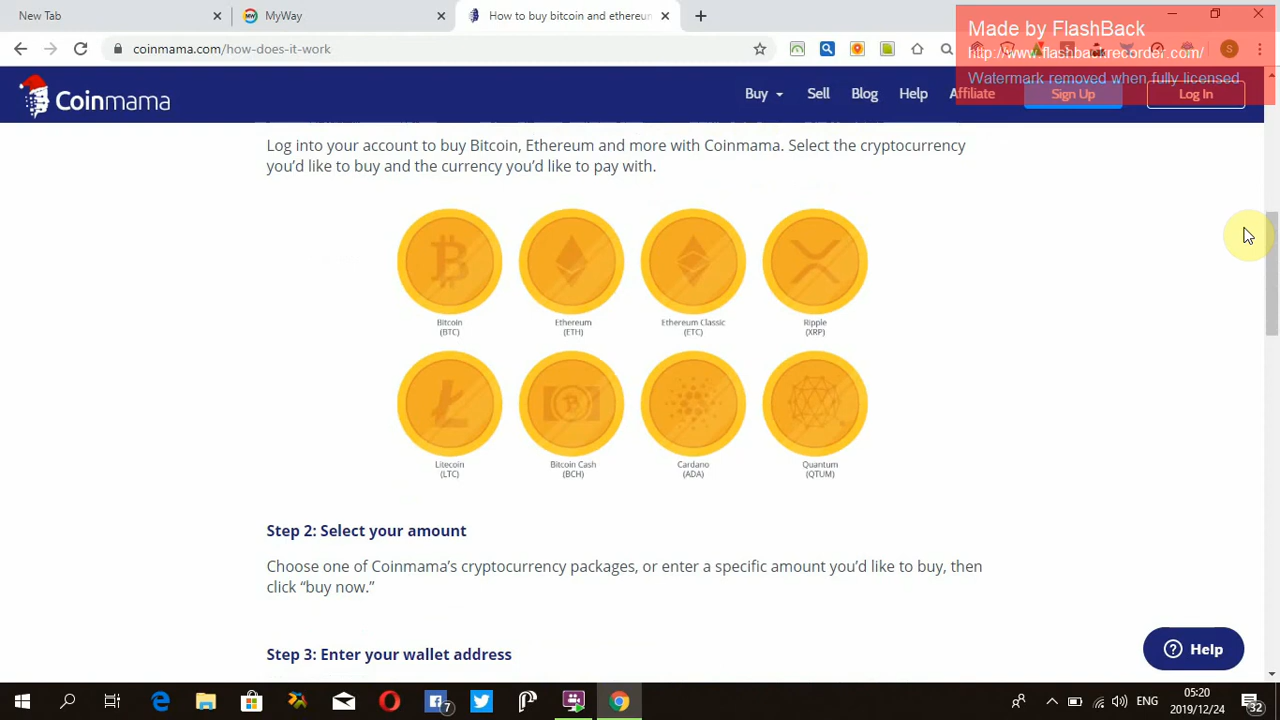 New Tab
MyWay
How to buy bitcoin and ethereum
Made by FlashBack
coinmama.com/how-does-it-work
http://www.flashbackrecorder.com/
Watermark removed when fully licensed
Coinmama
Buy
Sell
Blog
Help
Affiliate
Sign Up
Log In
Log into your account to buy Bitcoin, Ethereum and more with Coinmama. Select the cryptocurrency
you’d like to buy and the currency you’d like to pay with.
Bitcoin
(BTC)
Ethereum
(ETH)
Ethereum Classic
(ETC)
Ripple
(XRP)
Litecoin
(LTC)
Bitcoin Cash
(BCH)
Cardano
(ADA)
Quantum
(QTUM)
Step 2: Select your amount
Choose one of Coinmama’s cryptocurrency packages, or enter a specific amount you’d like to buy, then
click “buy now.”
Step 3: Enter your wallet address
Help
7
ENG
05:20
2019/12/24
32